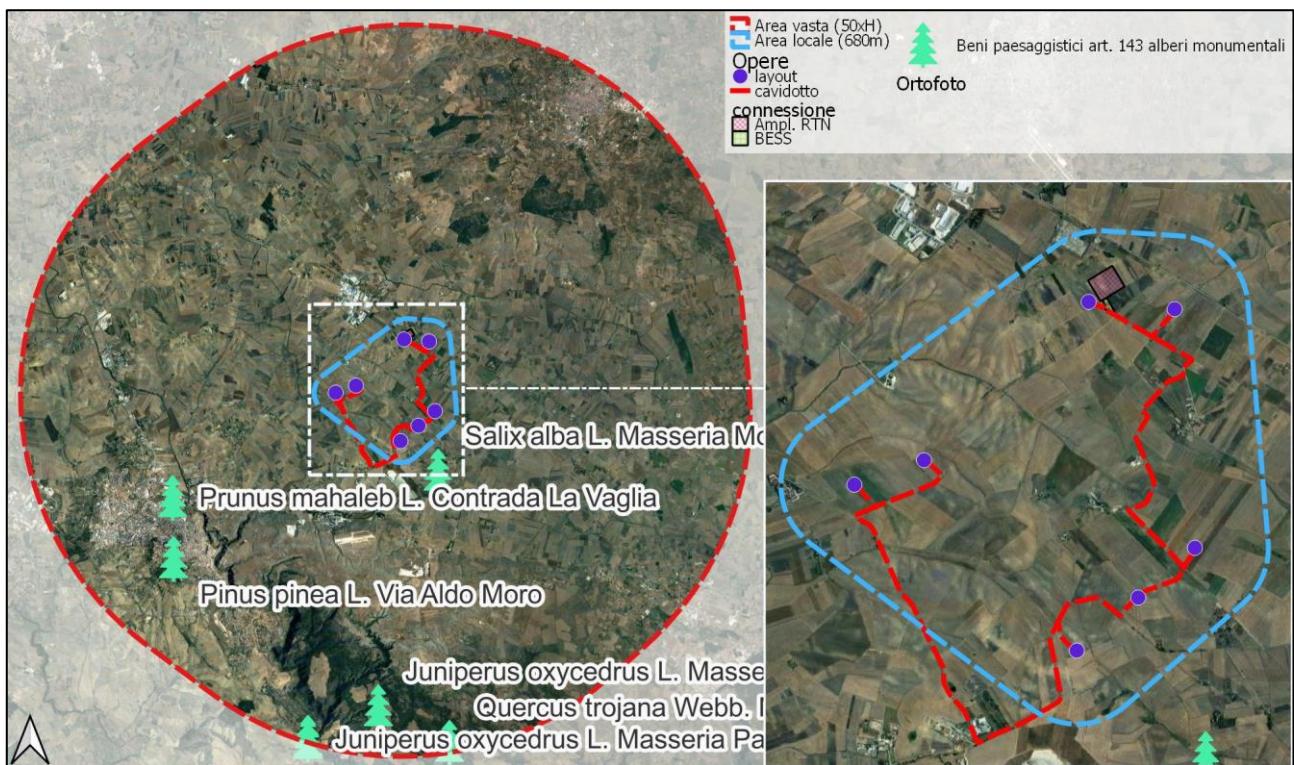 Area vasta (50xH)
Area locale (680m)
Opere
layout
cavidotto
connessione
Ampl. RTN
BESS
Beni paesaggistici art. 143 alberi monumentali
Ortofoto
Salix alba L. Masseria
Prunus mahaleb L. Contrada La Vaglia
Pinus pinea L. Via Aldo Moro
Juniperus oxycedrus L.
Quercus trojana Webb.
Juniperus oxycedrus L. Masseria